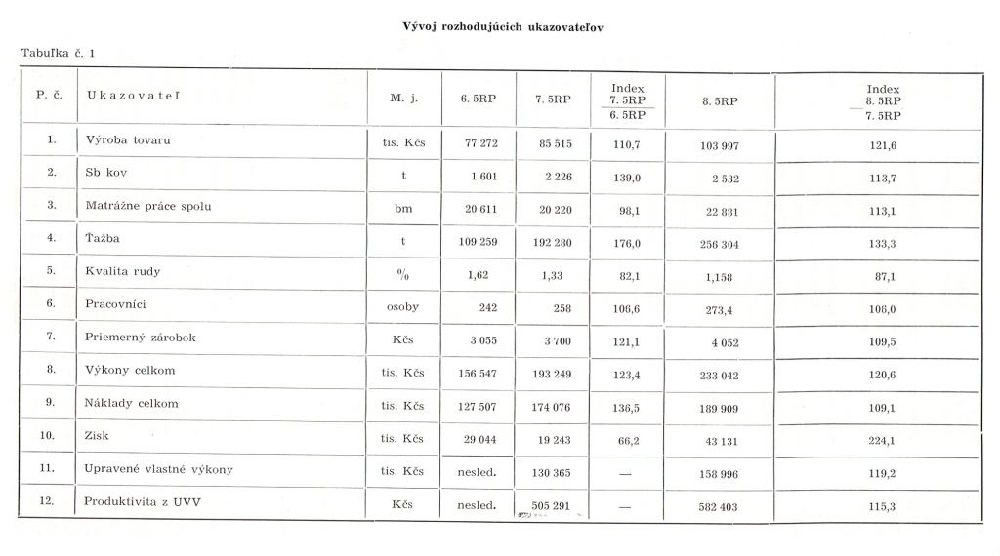 Vývoj rozhodujúcich ukazovateľov
Tabuľka č. 1
P. č. Ukazovateľ M. j. 6. 5RP 7. 5RP Index 7. 5RP / 6. 5RP 8. 5RP Index 8. 5RP / 7. 5RP
1. Výroba tovaru tis. Kčs 77 272 85 515 110,7 103 997 121,6
2. Sb kov t 1 601 2 226 139,0 2 532 113,7
3. Matrážne práce spolu bm 20 611 20 220 98,1 22 881 113,1
4. Ťažba t 109 259 192 280 176,0 256 304 133,3
5. Kvalita rudy % 1,62 1,33 82,1 1,158 87,1
6. Pracovníci osoby 242 258 106,6 273,4 106,0
7. Priemerný zárobok Kčs 3 055 3 700 121,1 4 052 109,5
8. Výkony celkom tis. Kčs 156 547 193 249 123,4 233 042 120,6
9. Náklady celkom tis. Kčs 127 507 174 076 136,5 189 909 109,1
10. Zisk tis. Kčs 29 044 19 243 66,2 43 131 224,1
11. Upravené vlastné výkony tis. Kčs nesled. 130 365 — 158 996 119,2
12. Produktivita z UVV Kčs nesled. 505 291 — 582 403 115,3